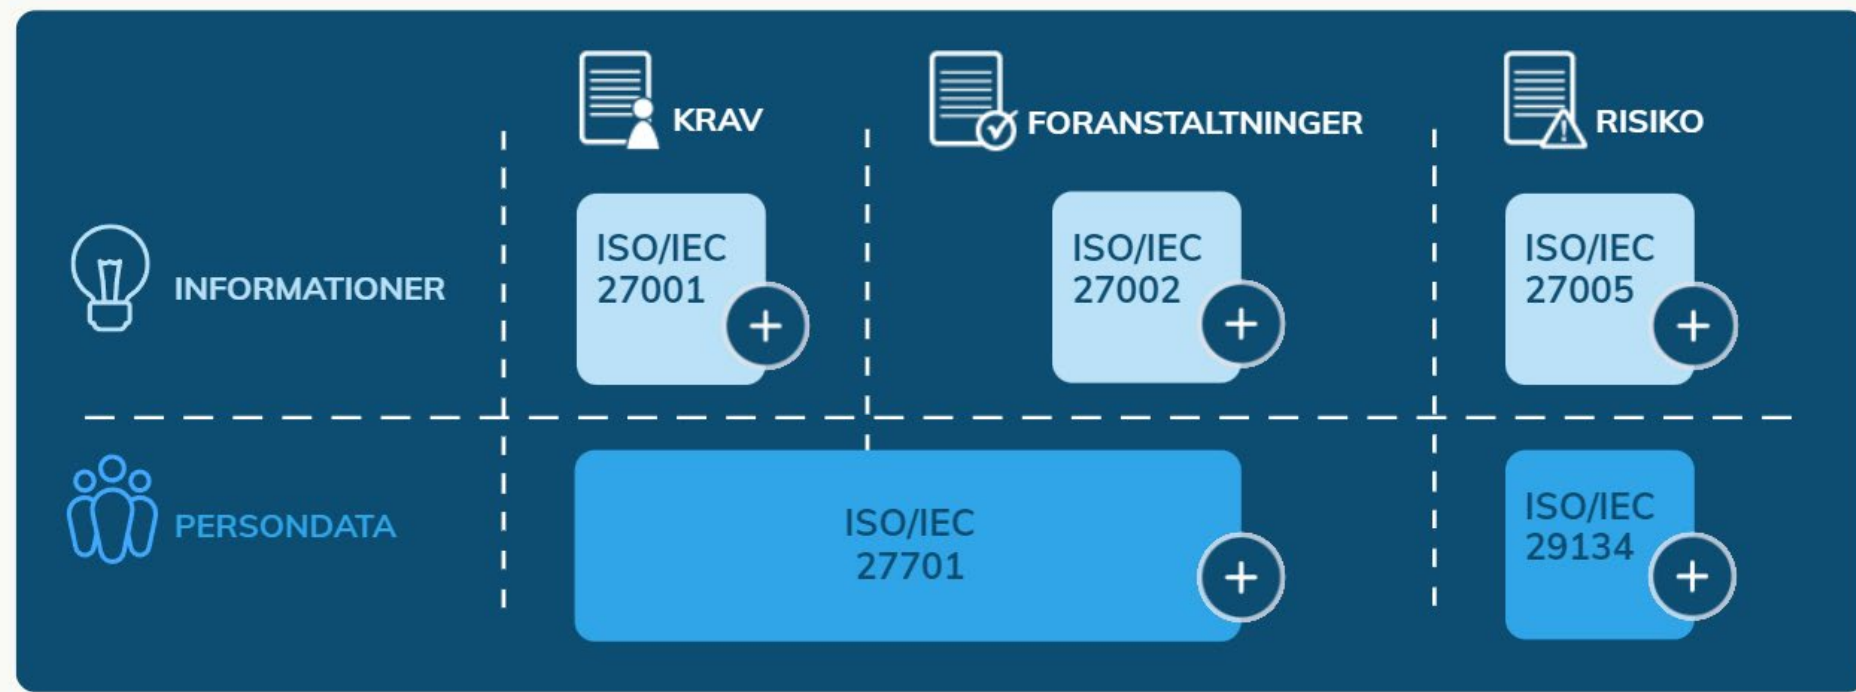 KRAV
FORANSTALTNINGER
RISIKO
INFORMATIONER
ISO/IEC
27001
ISO/IEC
27002
ISO/IEC
27005
PERSONDATA
ISO/IEC
27701
ISO/IEC
29134